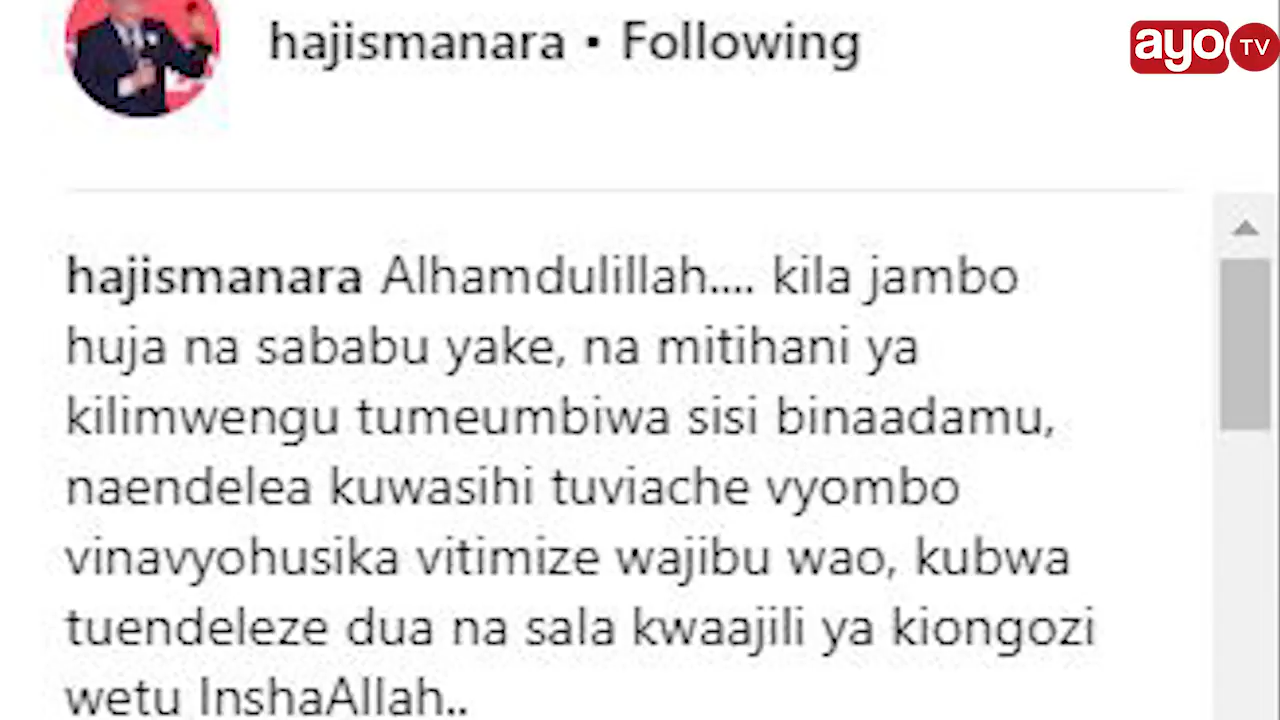 hajismanara • Following
ayo TV
hajismanara Alhamdulillah.... kila jambo
huja na sababu yake, na mitihani ya
kilimwengu tumeumbiwa sisi binaadamu,
naendelea kuwasihi tuviache vyombo
vinavyohusika vitimize wajibu wao, kubwa
tuendeleze dua na sala kwaajili ya kiongozi
wetu InshaAllah..